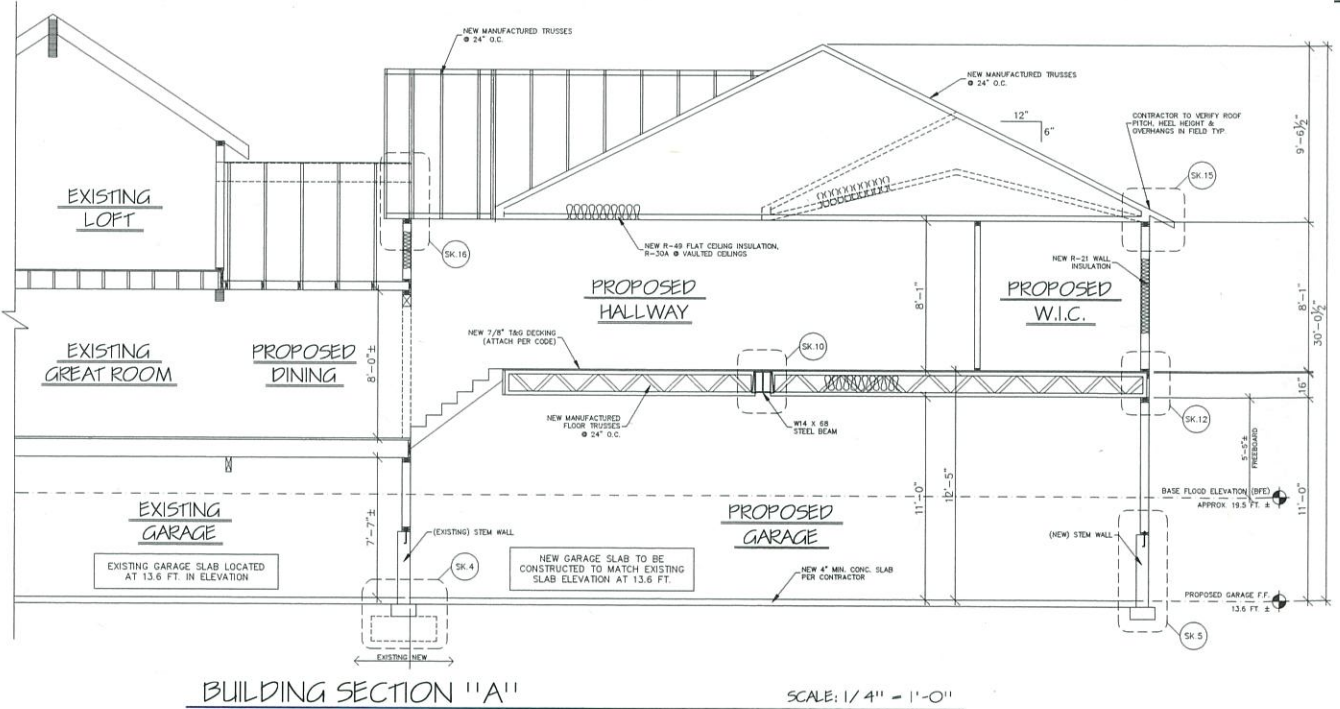 NEW MANUFACTURED TRUSSES
@ 24" O.C.
NEW MANUFACTURED TRUSSES
@ 24" O.C.
12"
6"
CONTRACTOR TO VERIFY ROOF
PITCH, HEEL HEIGHT &
OVERHANGS IN FIELD TYP.
9'-6½"
EXISTING
LOFT
SK.15
SK.16
NEW R-49 FLAT CEILING INSULATION,
R-30A @ VAULTED CEILINGS
NEW R-21 WALL
INSULATION
PROPOSED
HALLWAY
8'-1"
PROPOSED
W.I.C.
8'-1"
30'-0½"
EXISTING
GREAT ROOM
PROPOSED
DINING
8'-0"±
NEW 7/8" T&G DECKING
(ATTACH PER CODE)
SK.10
16"
NEW MANUFACTURED
FLOOR TRUSSES
@ 24" O.C.
W14 X 68
STEEL BEAM
SK.12
5'-5"±
FREEBOARD
BASE FLOOD ELEVATION (BFE)
APPROX. 19.5 FT. ±
EXISTING
GARAGE
7'-7"±
(EXISTING) STEM WALL
PROPOSED
GARAGE
11'-0"
12'-5"
11'-0"
(NEW) STEM WALL
EXISTING GARAGE SLAB LOCATED
AT 13.6 FT. IN ELEVATION
SK.4
NEW GARAGE SLAB TO BE
CONSTRUCTED TO MATCH EXISTING
SLAB ELEVATION AT 13.6 FT.
NEW 4" MIN. CONC. SLAB
PER CONTRACTOR
PROPOSED GARAGE F.F.
13.6 FT. ±
SK.5
EXISTING NEW
BUILDING SECTION "A"
SCALE: 1/4" = 1'-0"